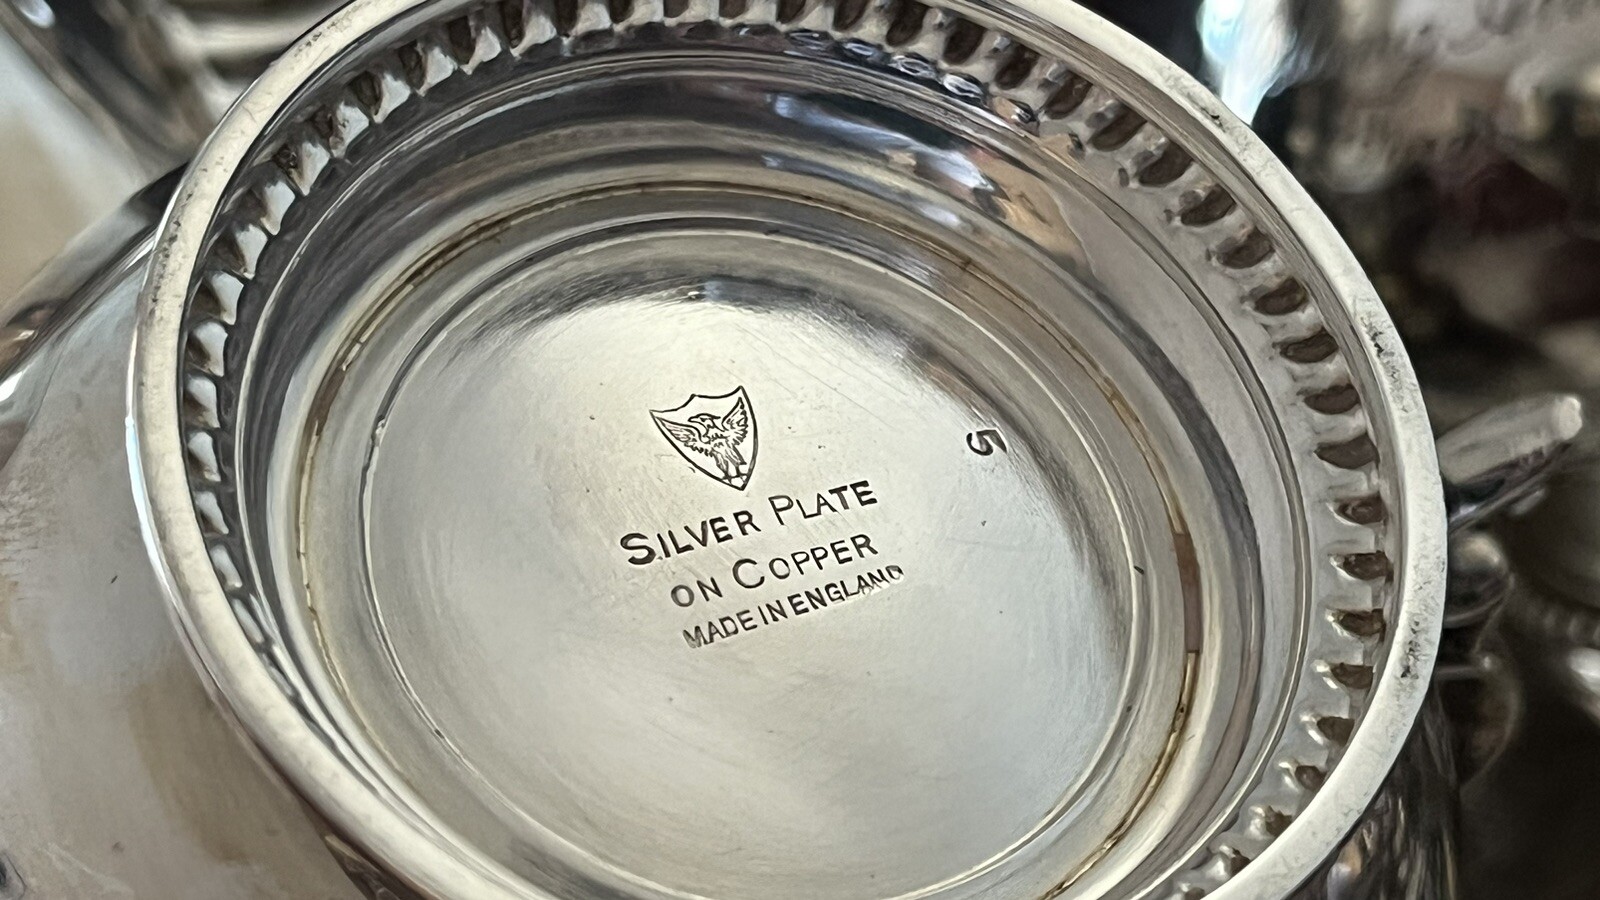 SILVER PLATE
ON COPPER
MADE IN ENGLAND
5